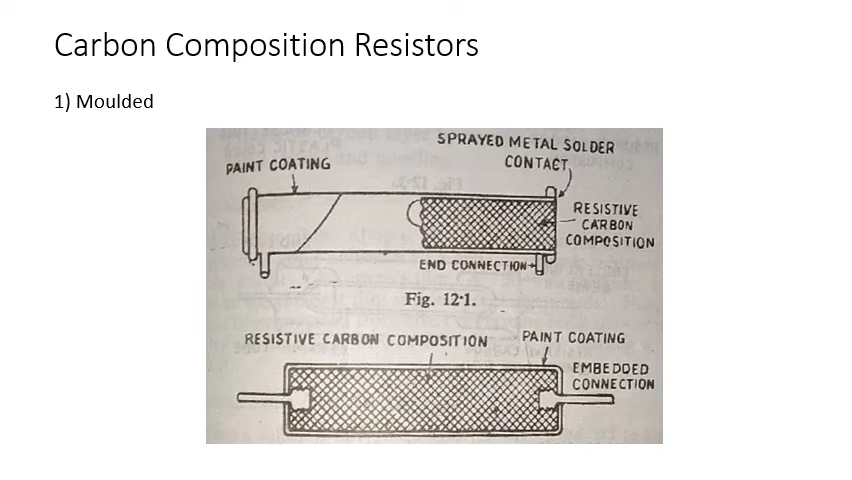 Carbon Composition Resistors
1) Moulded
SPRAYED METAL SOLDER
CONTACT
PAINT COATING
RESISTIVE
CARBON
COMPOSITION
END CONNECTION
Fig. 12·1.
RESISTIVE CARBON COMPOSITION
PAINT COATING
EMBEDDED
CONNECTION